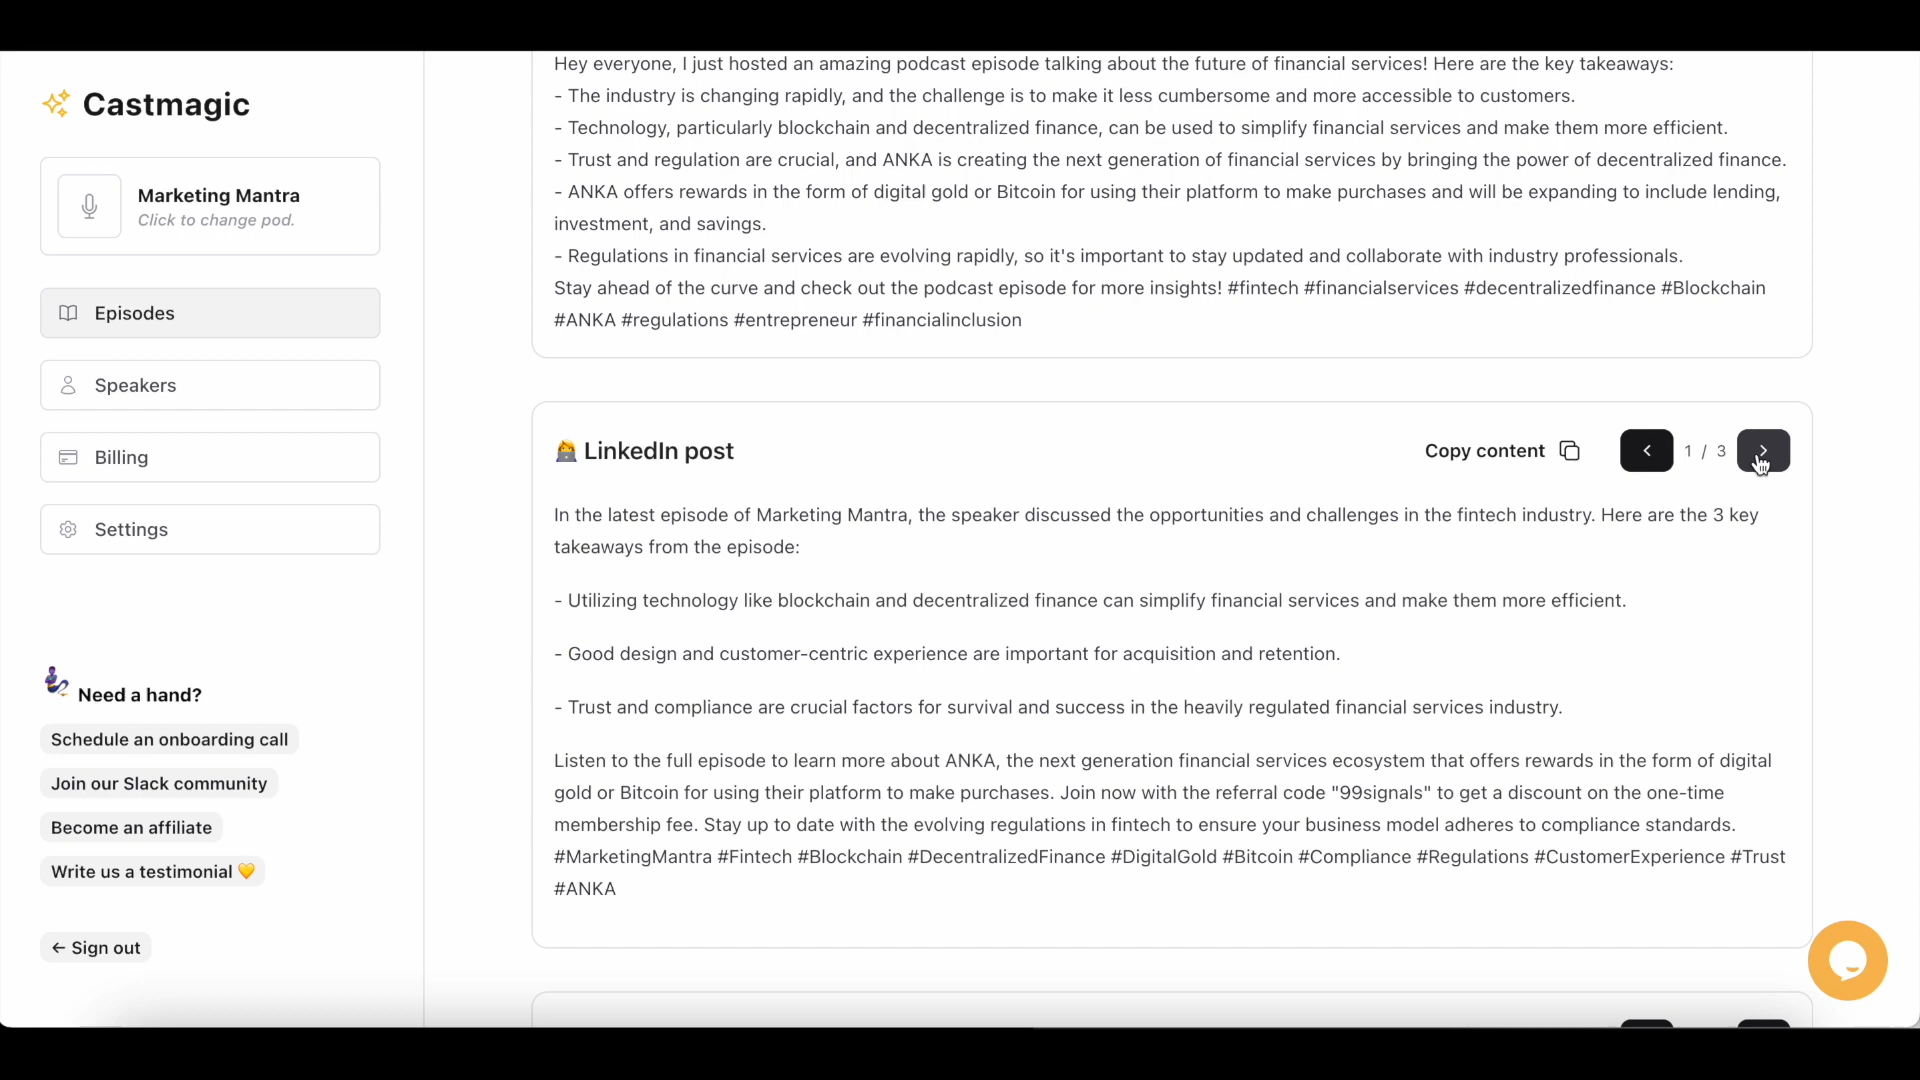 Castmagic
Marketing Mantra
Click to change pod.
Episodes
Speakers
Billing
Settings
Need a hand?
Schedule an onboarding call
Join our Slack community
Become an affiliate
Write us a testimonial 💛
← Sign out
Hey everyone, I just hosted an amazing podcast episode talking about the future of financial services! Here are the key takeaways:
- The industry is changing rapidly, and the challenge is to make it less cumbersome and more accessible to customers.
- Technology, particularly blockchain and decentralized finance, can be used to simplify financial services and make them more efficient.
- Trust and regulation are crucial, and ANKA is creating the next generation of financial services by bringing the power of decentralized finance.
- ANKA offers rewards in the form of digital gold or Bitcoin for using their platform to make purchases and will be expanding to include lending,
investment, and savings.
- Regulations in financial services are evolving rapidly, so it's important to stay updated and collaborate with industry professionals.
Stay ahead of the curve and check out the podcast episode for more insights! #fintech #financialservices #decentralizedfinance #Blockchain
#ANKA #regulations #entrepreneur #financialinclusion
LinkedIn post
Copy content
1 / 3
In the latest episode of Marketing Mantra, the speaker discussed the opportunities and challenges in the fintech industry. Here are the 3 key
takeaways from the episode:
- Utilizing technology like blockchain and decentralized finance can simplify financial services and make them more efficient.
- Good design and customer-centric experience are important for acquisition and retention.
- Trust and compliance are crucial factors for survival and success in the heavily regulated financial services industry.
Listen to the full episode to learn more about ANKA, the next generation financial services ecosystem that offers rewards in the form of digital
gold or Bitcoin for using their platform to make purchases. Join now with the referral code "99signals" to get a discount on the one-time
membership fee. Stay up to date with the evolving regulations in fintech to ensure your business model adheres to compliance standards.
#MarketingMantra #Fintech #Blockchain #DecentralizedFinance #DigitalGold #Bitcoin #Compliance #Regulations #CustomerExperience #Trust
#ANKA